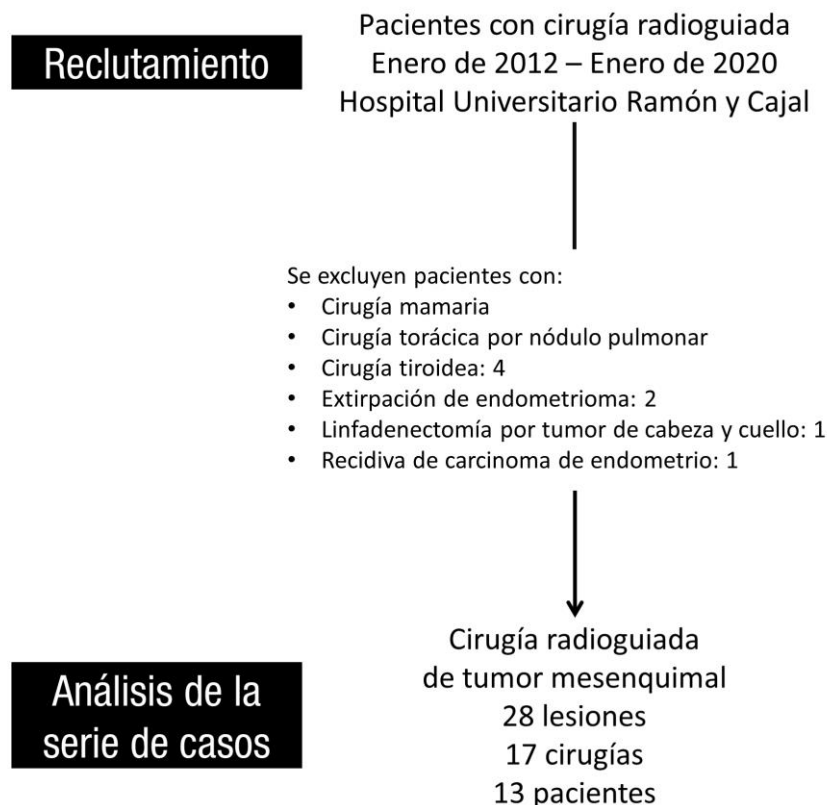 Reclutamiento
Pacientes con cirugía radioguiada
Enero de 2012 – Enero de 2020
Hospital Universitario Ramón y Cajal
Se excluyen pacientes con:
• Cirugía mamaria
• Cirugía torácica por nódulo pulmonar
• Cirugía tiroidea: 4
• Extirpación de endometrioma: 2
• Linfadenectomía por tumor de cabeza y cuello: 1
• Recidiva de carcinoma de endometrio: 1
Análisis de la
serie de casos
Cirugía radioguiada
de tumor mesenquimal
28 lesiones
17 cirugías
13 pacientes